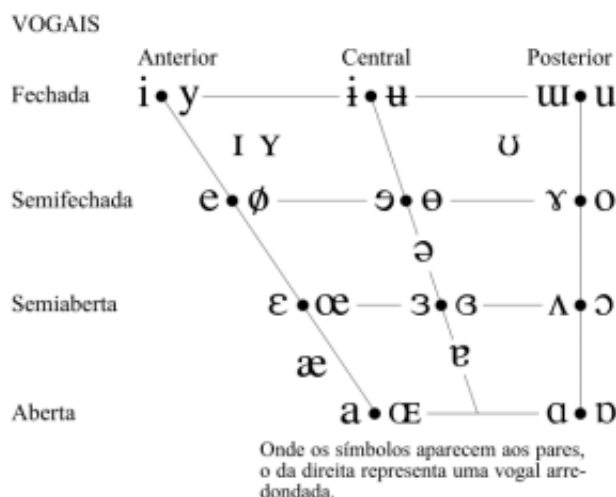 VOGAIS
Anterior Central Posterior
Fechada i y ɨ ʉ ɯ u
ɪ ʏ ʊ
Semifechada e ø ɘ ɵ ɤ o
ə
Semiaberta ɛ œ ɜ ɞ ʌ ɔ
æ ɐ
Aberta a ɶ ɑ ɒ
Onde os símbolos aparecem aos pares,
o da direita representa uma vogal arre-
dondada.